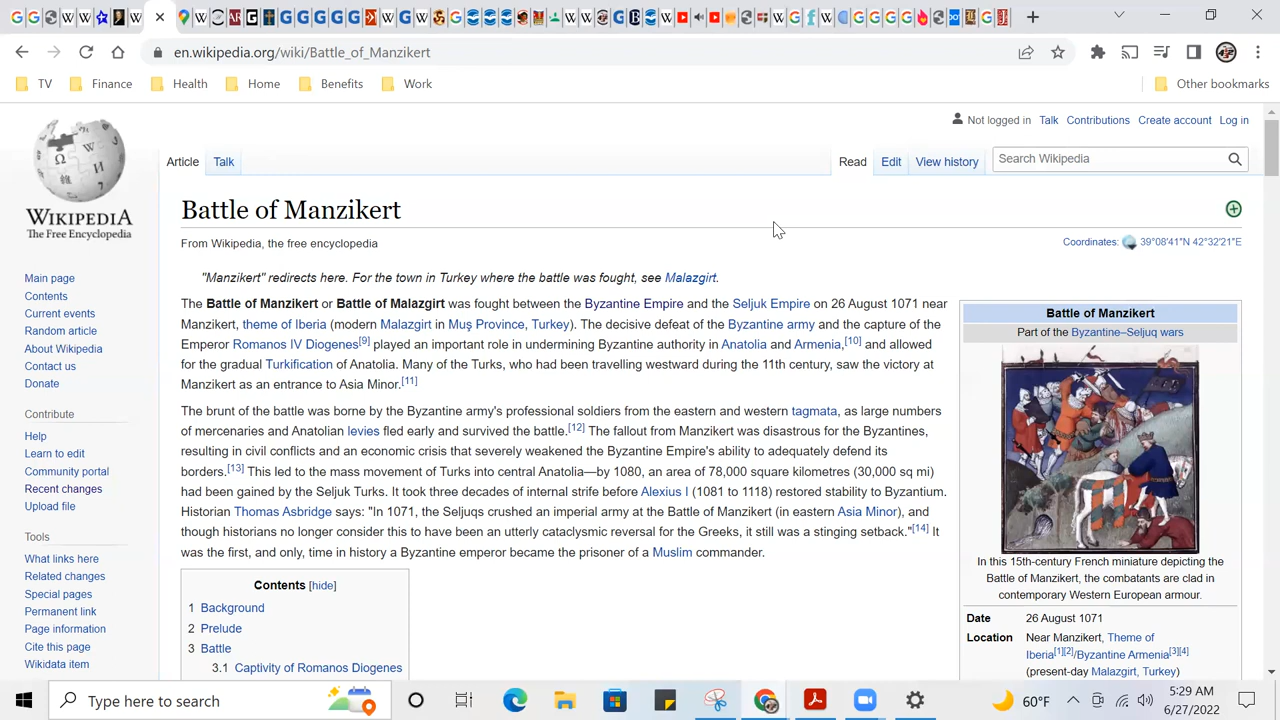 en.wikipedia.org/wiki/Battle_of_Manzikert
TV Finance Health Home Benefits Work Other bookmarks
Not logged in Talk Contributions Create account Log in
Article Talk Read Edit View history Search Wikipedia
WIKIPEDIA
The Free Encyclopedia
Battle of Manzikert
From Wikipedia, the free encyclopedia
Coordinates: 39°08′41″N 42°32′21″E
"Manzikert" redirects here. For the town in Turkey where the battle was fought, see Malazgirt.
The Battle of Manzikert or Battle of Malazgirt was fought between the Byzantine Empire and the Seljuk Empire on 26 August 1071 near
Manzikert, theme of Iberia (modern Malazgirt in Muş Province, Turkey). The decisive defeat of the Byzantine army and the capture of the
Emperor Romanos IV Diogenes[9] played an important role in undermining Byzantine authority in Anatolia and Armenia,[10] and allowed
for the gradual Turkification of Anatolia. Many of the Turks, who had been travelling westward during the 11th century, saw the victory at
Manzikert as an entrance to Asia Minor.[11]
The brunt of the battle was borne by the Byzantine army's professional soldiers from the eastern and western tagmata, as large numbers
of mercenaries and Anatolian levies fled early and survived the battle.[12] The fallout from Manzikert was disastrous for the Byzantines,
resulting in civil conflicts and an economic crisis that severely weakened the Byzantine Empire's ability to adequately defend its
borders.[13] This led to the mass movement of Turks into central Anatolia—by 1080, an area of 78,000 square kilometres (30,000 sq mi)
had been gained by the Seljuk Turks. It took three decades of internal strife before Alexius I (1081 to 1118) restored stability to Byzantium.
Historian Thomas Asbridge says: "In 1071, the Seljuqs crushed an imperial army at the Battle of Manzikert (in eastern Asia Minor), and
though historians no longer consider this to have been an utterly cataclysmic reversal for the Greeks, it still was a stinging setback."[14] It
was the first, and only, time in history a Byzantine emperor became the prisoner of a Muslim commander.
Contents [hide]
1 Background
2 Prelude
3 Battle
3.1 Captivity of Romanos Diogenes
Battle of Manzikert
Part of the Byzantine–Seljuq wars
In this 15th-century French miniature depicting the
Battle of Manzikert, the combatants are clad in
contemporary Western European armour.
Date 26 August 1071
Location Near Manzikert, Theme of
Iberia[1][2]/Byzantine Armenia[3][4]
(present-day Malazgirt, Turkey)
Main page
Contents
Current events
Random article
About Wikipedia
Contact us
Donate
Contribute
Help
Learn to edit
Community portal
Recent changes
Upload file
Tools
What links here
Related changes
Special pages
Permanent link
Page information
Cite this page
Wikidata item
Type here to search
60°F
5:29 AM
6/27/2022